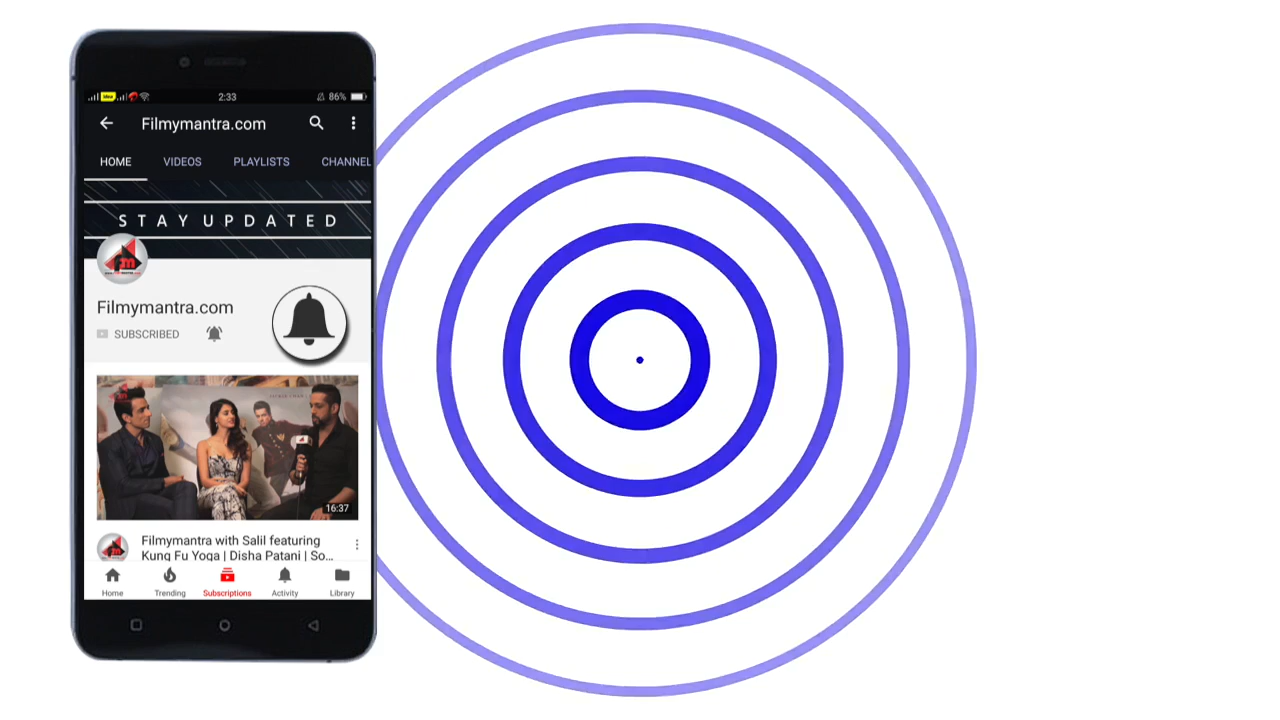 2:33
86%
Filmymantra.com
HOME VIDEOS PLAYLISTS CHANNEL
STAY UPDATED
fm
Filmymantra.com
SUBSCRIBED
16:37
Filmymantra with Salil featuring
Kung Fu Yoga | Disha Patani | So...
Home Trending Subscriptions Activity Library